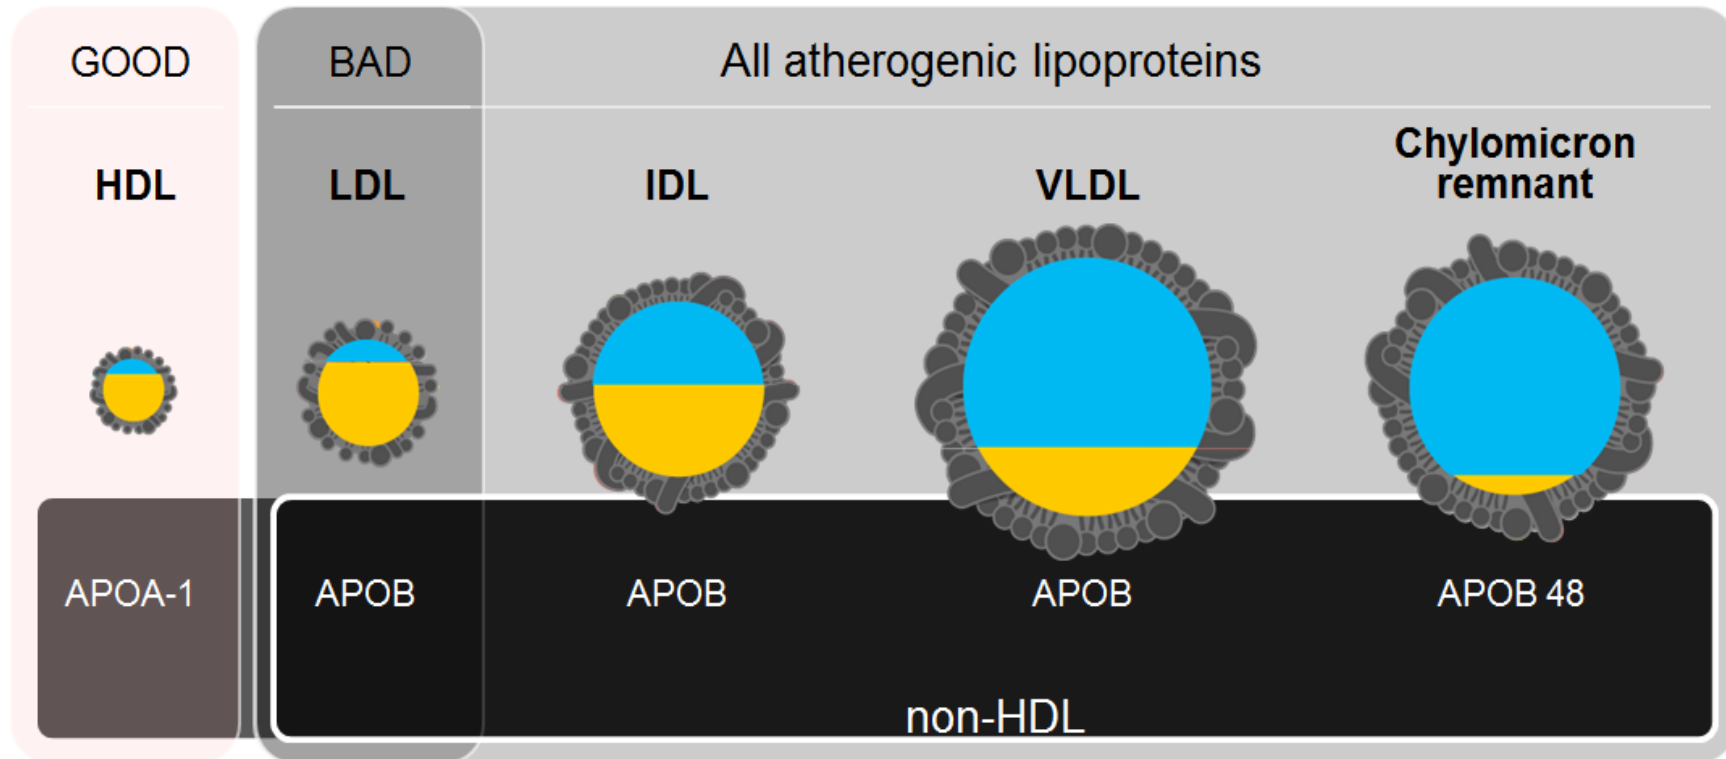 GOOD
BAD
All atherogenic lipoproteins
HDL
LDL
IDL
VLDL
Chylomicron
remnant
APOA-1
APOB
APOB
APOB
APOB 48
non-HDL